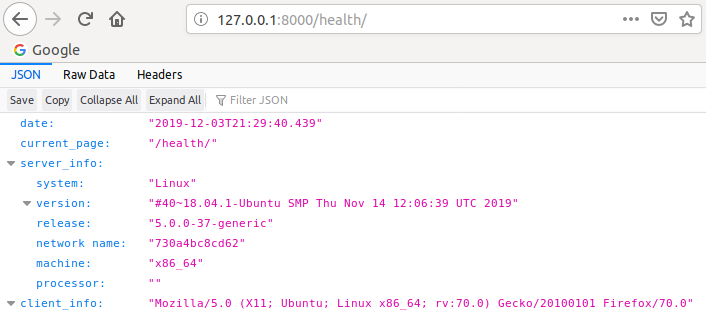 127.0.0.1:8000/health/
Google
JSON Raw Data Headers
Save Copy Collapse All Expand All Filter JSON
date: "2019-12-03T21:29:40.439"
current_page: "/health/"
server_info:
system: "Linux"
version: "#40~18.04.1-Ubuntu SMP Thu Nov 14 12:06:39 UTC 2019"
release: "5.0.0-37-generic"
network name: "730a4bc8cd62"
machine: "x86_64"
processor: ""
client_info: "Mozilla/5.0 (X11; Ubuntu; Linux x86_64; rv:70.0) Gecko/20100101 Firefox/70.0"